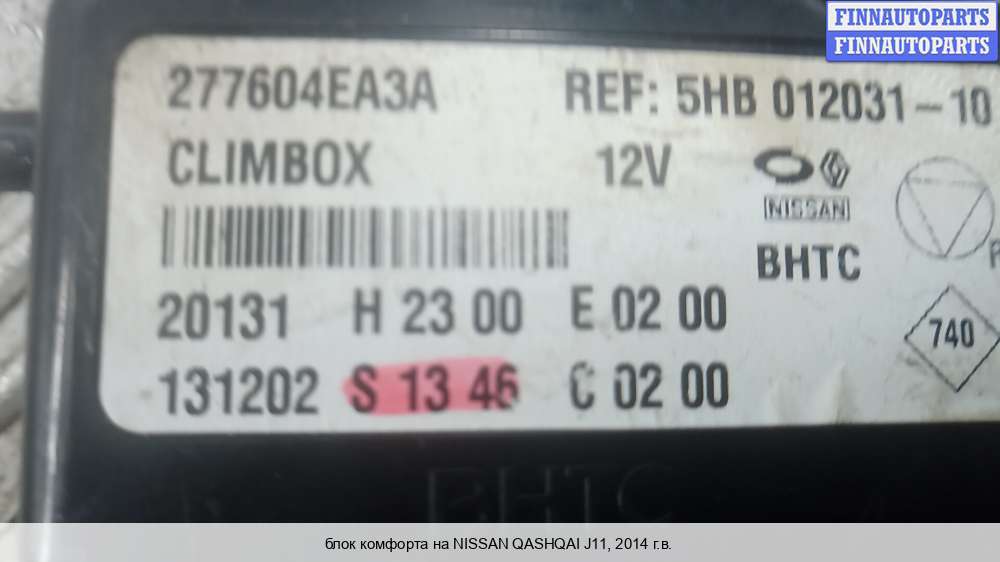 FINNAUTOPARTS
FINNAUTOPARTS
277604EA3A REF: 5HB 012031-10
CLIMBOX 12V
NISSAN
BHTC
20131 H 23 00 E 02 00
740
131202 S 13 46 C 02 00
BHTC
блок комфорта на NISSAN QASHQAI J11, 2014 г.в.